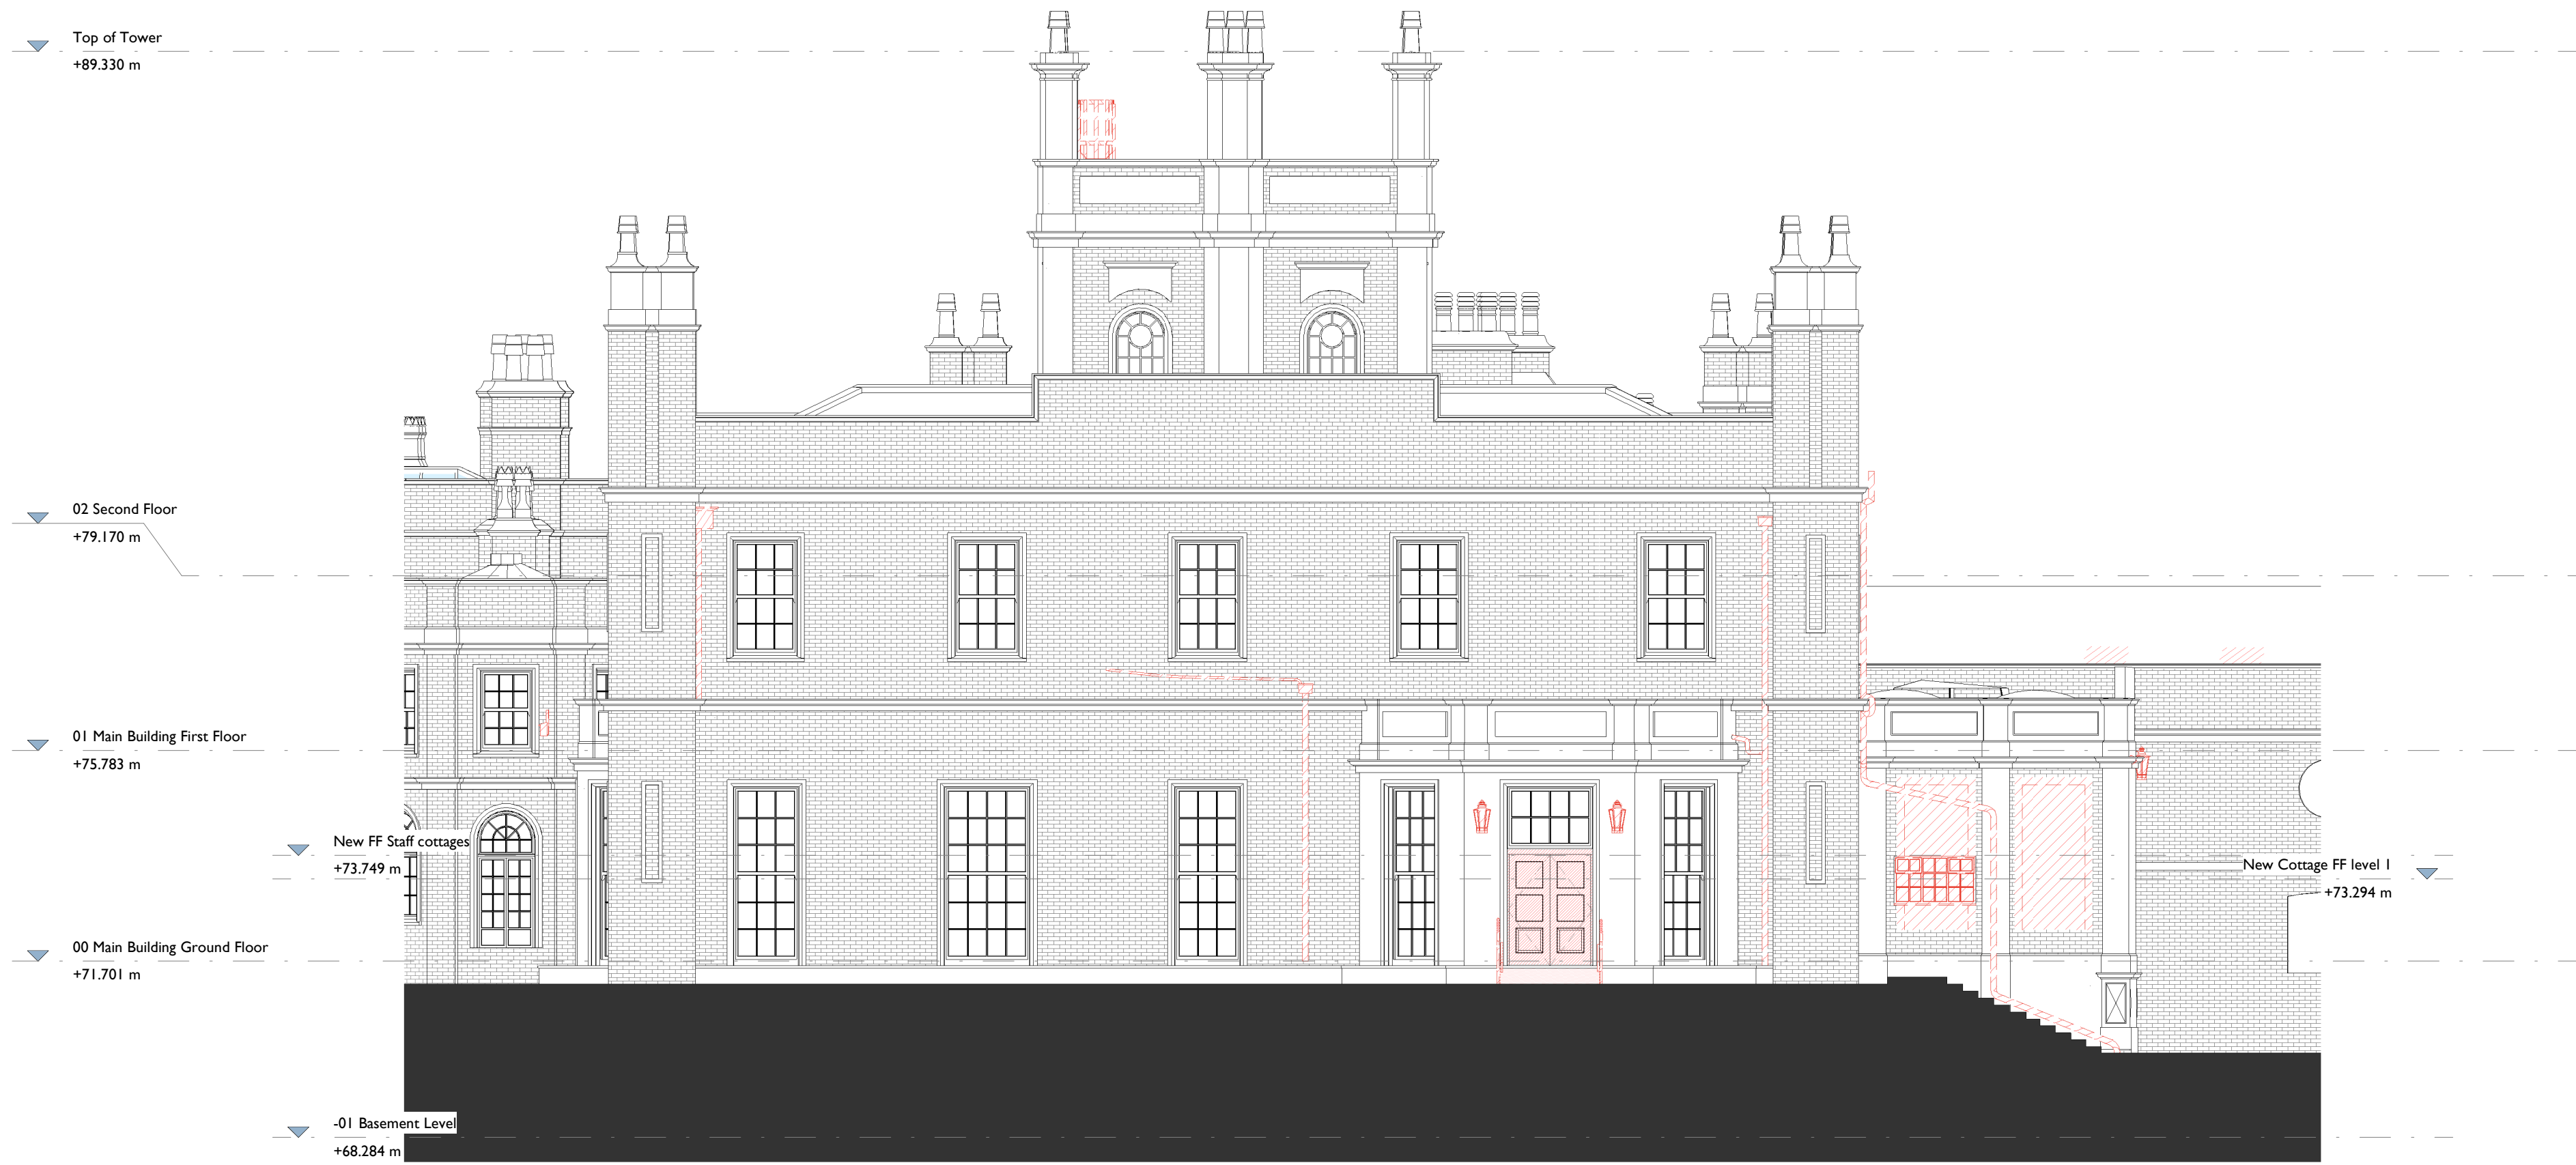 Top of Tower
+89.330 m
02 Second Floor
+79.170 m
01 Main Building First Floor
+75.783 m
New FF Staff cottages
+73.749 m
New Cottage FF level 1
+73.294 m
00 Main Building Ground Floor
+71.701 m
-01 Basement Level
+68.284 m